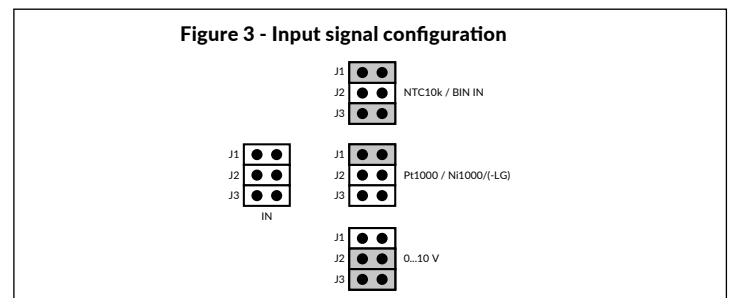 Figure 3 - Input signal configuration
J1
J2 NTC10k / BIN IN
J3
J1 J1
J2 J2 Pt1000 / Ni1000/(-LG)
J3 J3
IN
J1
J2 0...10 V
J3